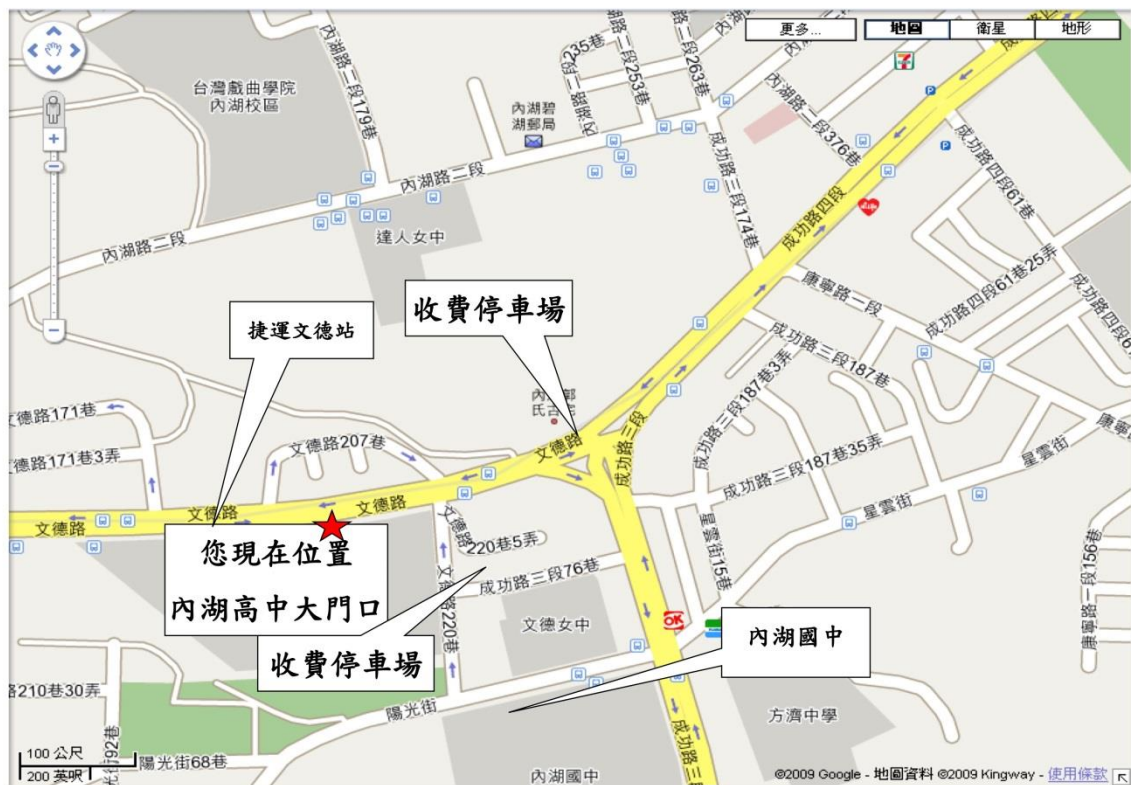 更多...
地圖
衛星
地形
台灣戲曲學院
內湖校區
內湖路二段179巷
235巷
內湖路二段253巷
內湖路二段263巷
內湖碧
湖郵局
內湖路二段376巷
成功路四段61巷
內湖路二段
內湖路二段
達人女中
成功路三段174巷
成功路四段
康寧路一段
成功路四段61巷25弄
收費停車場
捷運文德站
成功路三段187巷
成功路三段187巷3弄
文德路171巷
文德路171巷3弄
文德路207巷
文德路
成功路三段
成功路三段187巷35弄
星雲街
星雲街
文德路
文德路
文德路
您現在位置
內湖高中大門口
文德路
220巷5弄
成功路三段76巷
文德路220巷
星雲街15巷
康寧路一段156巷
OK
文德女中
內湖國中
收費停車場
路210巷30弄
陽光街
方濟中學
內湖國中
陽光街68巷
100 公尺
200 英呎
©2009 Google - 地圖資料 ©2009 Kingway - 使用條款